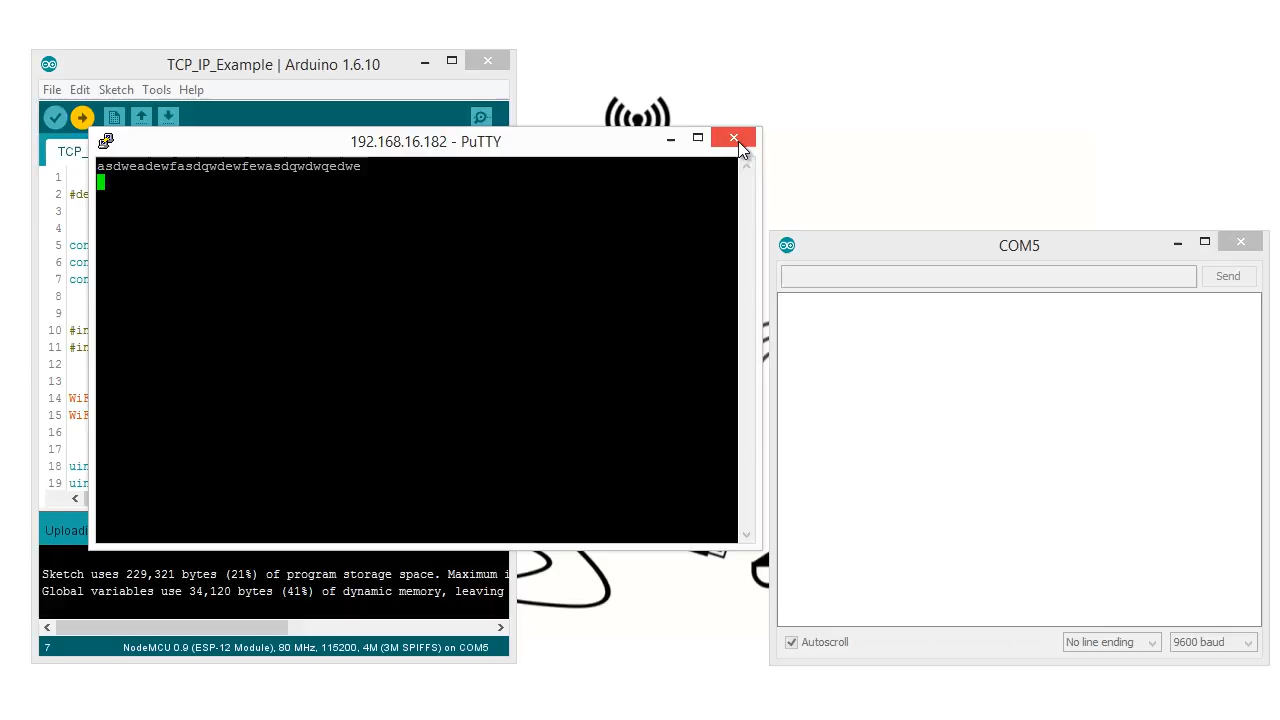 TCP_IP_Example | Arduino 1.6.10
File Edit Sketch Tools Help
TCP_
1
2 #de
3
4
5 con
6 con
7 con
8
9
10 #in
11 #in
12
13
14 WiF
15 WiF
16
17
18 uin
19 uin
Uploadi
Sketch uses 229,321 bytes (21%) of program storage space. Maximum i
Global variables use 34,120 bytes (41%) of dynamic memory, leaving
7 NodeMCU 0.9 (ESP-12 Module), 80 MHz, 115200, 4M (3M SPIFFS) on COM5
192.168.16.182 - PuTTY
asdweadewfasdqwdewfewasdqwdwqedwe
COM5
Send
Autoscroll
No line ending
9600 baud